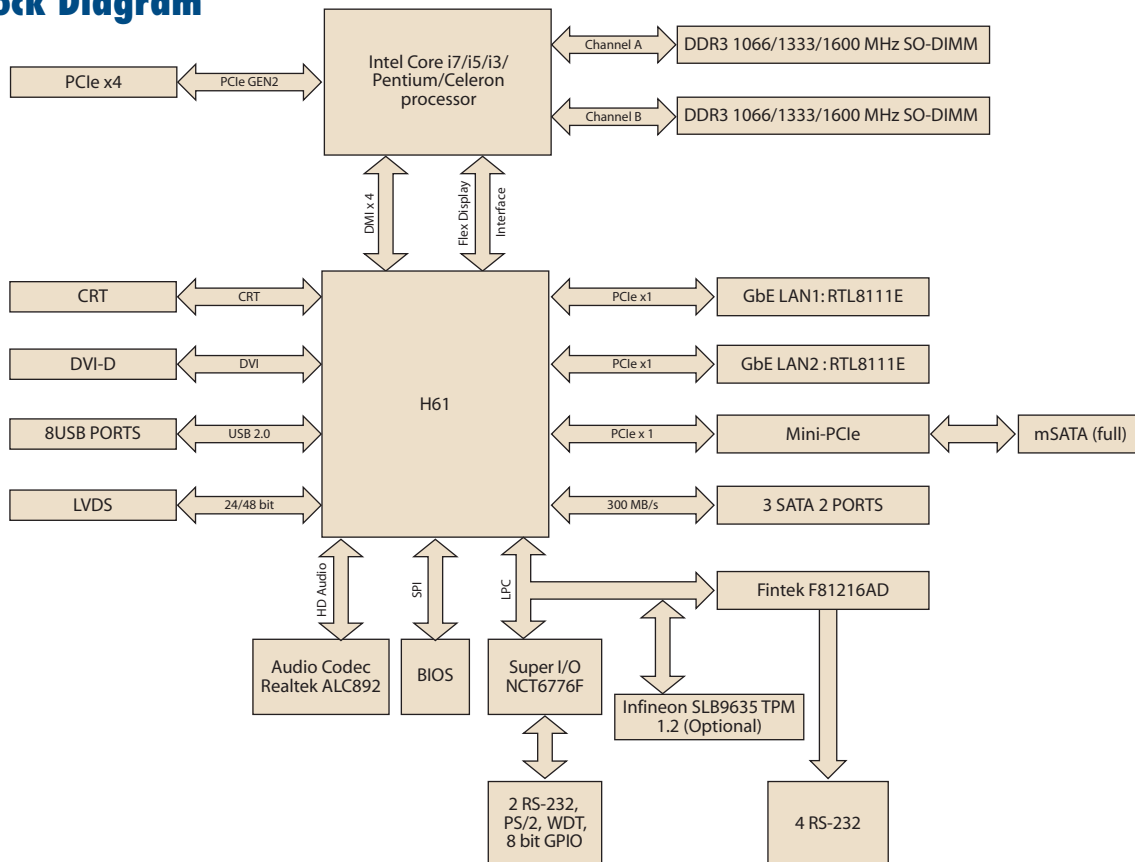 ock Diagram
Intel Core i7/i5/i3/
Pentium/Celeron
processor
PCIe x4
PCIe GEN2
Channel A
DDR3 1066/1333/1600 MHz SO-DIMM
Channel B
DDR3 1066/1333/1600 MHz SO-DIMM
DMI x 4
Flex Display
Interface
H61
CRT
CRT
PCIe x1
GbE LAN1: RTL8111E
DVI-D
DVI
PCIe x1
GbE LAN2 : RTL8111E
8USB PORTS
USB 2.0
PCIe x 1
Mini-PCIe
mSATA (full)
LVDS
24/48 bit
300 MB/s
3 SATA 2 PORTS
HD Audio
SPI
LPC
Fintek F81216AD
Audio Codec
Realtek ALC892
BIOS
Super I/O
NCT6776F
Infineon SLB9635 TPM
1.2 (Optional)
2 RS-232,
PS/2, WDT,
8 bit GPIO
4 RS-232